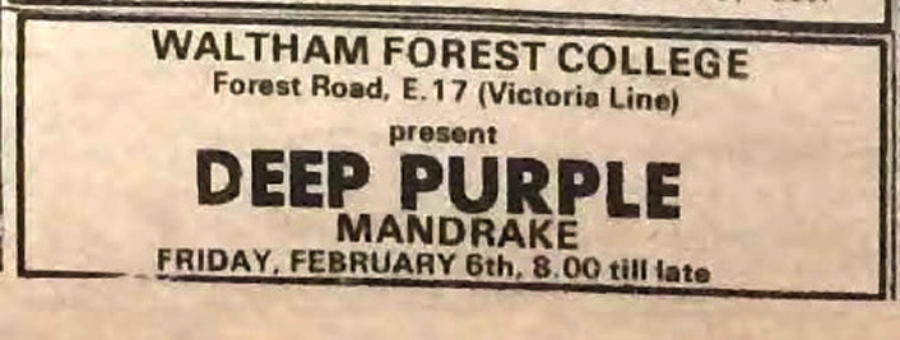 WALTHAM FOREST COLLEGE
Forest Road, E.17 (Victoria Line)
present
DEEP PURPLE
MANDRAKE
FRIDAY, FEBRUARY 6th, 8.00 till late